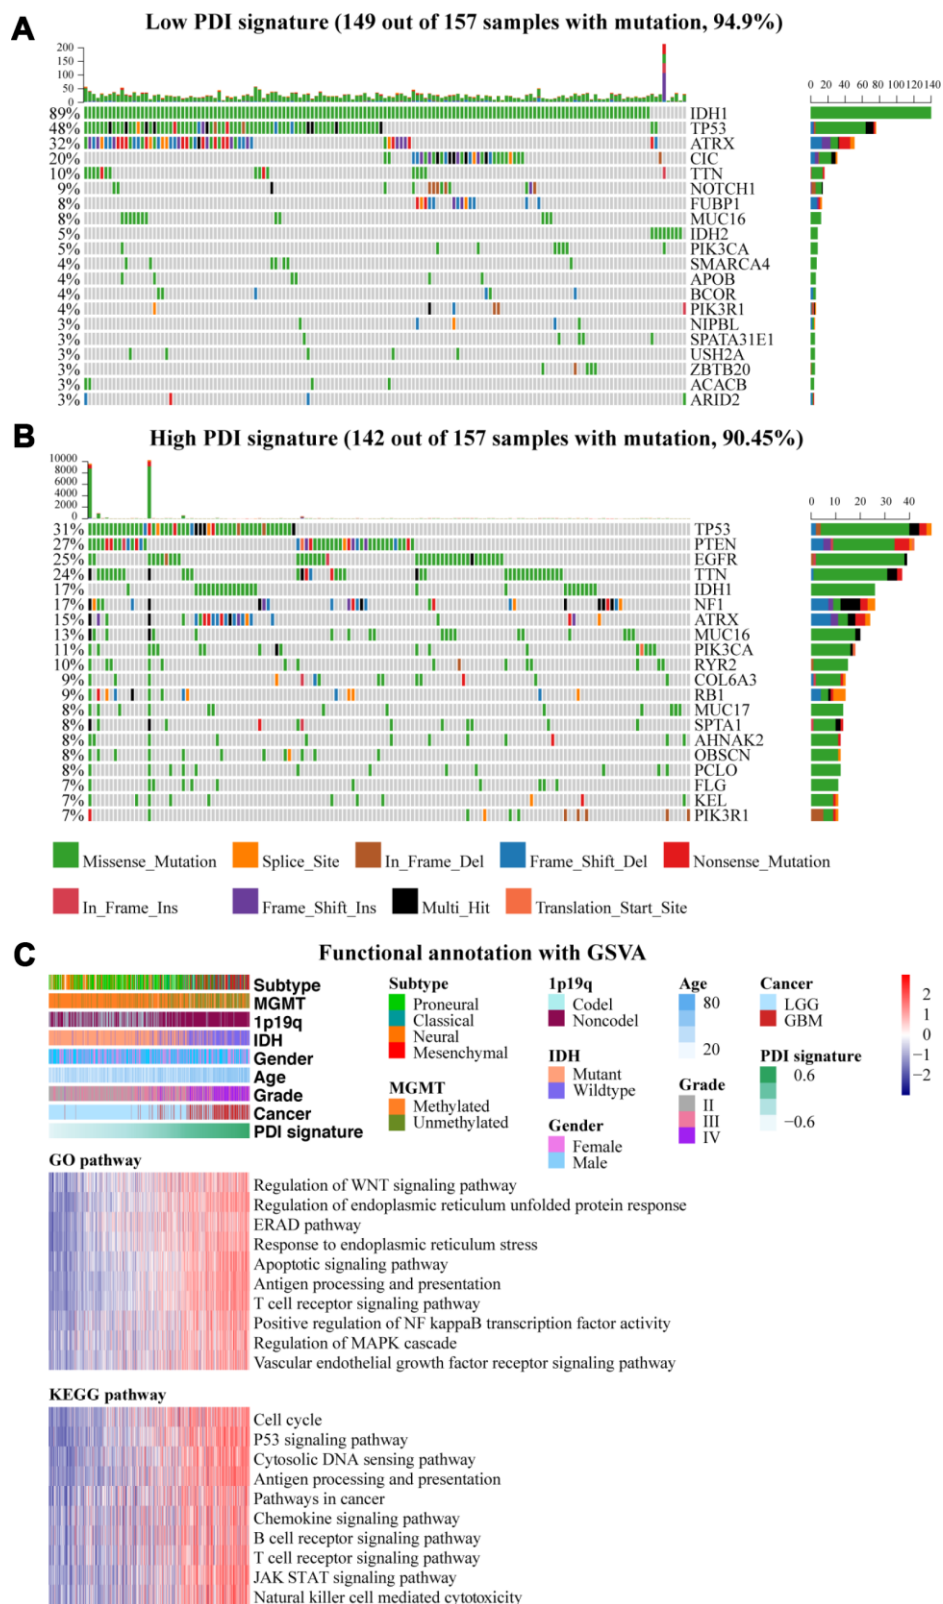 A
Low PDI signature (149 out of 157 samples with mutation, 94.9%)
200
150
100
50
0
0 20 40 60 80 100 120 140
89% IDH1
48% TP53
32% ATRX
20% CIC
10% TTN
9% NOTCH1
8% FUBP1
8% MUC16
5% IDH2
5% PIK3CA
4% SMARCA4
4% APOB
4% BCOR
4% PIK3R1
3% NIPBL
3% SPATA31E1
3% USH2A
3% ZBTB20
3% ACACB
3% ARID2
B
High PDI signature (142 out of 157 samples with mutation, 90.45%)
10000
8000
6000
4000
2000
0
0 10 20 30 40
31% TP53
27% PTEN
25% EGFR
24% TTN
17% IDH1
17% NF1
15% ATRX
13% MUC16
11% PIK3CA
10% RYR2
9% COL6A3
9% RB1
8% MUC17
8% SPTA1
8% AHNAK2
8% OBSCN
8% PCLO
7% FLG
7% KEL
7% PIK3R1
Missense_Mutation Splice_Site In_Frame_Del Frame_Shift_Del Nonsense_Mutation
In_Frame_Ins Frame_Shift_Ins Multi_Hit Translation_Start_Site
C
Functional annotation with GSVA
Subtype
MGMT
1p19q
IDH
Gender
Age
Grade
Cancer
PDI signature
Subtype
Proneural
Classical
Neural
Mesenchymal
MGMT
Methylated
Unmethylated
1p19q
Codel
Noncodel
IDH
Mutant
Wildtype
Gender
Female
Male
Age
80
20
Grade
II
III
IV
Cancer
LGG
GBM
PDI signature
0.6
−0.6
2
1
0
−1
−2
GO pathway
Regulation of WNT signaling pathway
Regulation of endoplasmic reticulum unfolded protein response
ERAD pathway
Response to endoplasmic reticulum stress
Apoptotic signaling pathway
Antigen processing and presentation
T cell receptor signaling pathway
Positive regulation of NF kappaB transcription factor activity
Regulation of MAPK cascade
Vascular endothelial growth factor receptor signaling pathway
KEGG pathway
Cell cycle
P53 signaling pathway
Cytosolic DNA sensing pathway
Antigen processing and presentation
Pathways in cancer
Chemokine signaling pathway
B cell receptor signaling pathway
T cell receptor signaling pathway
JAK STAT signaling pathway
Natural killer cell mediated cytotoxicity